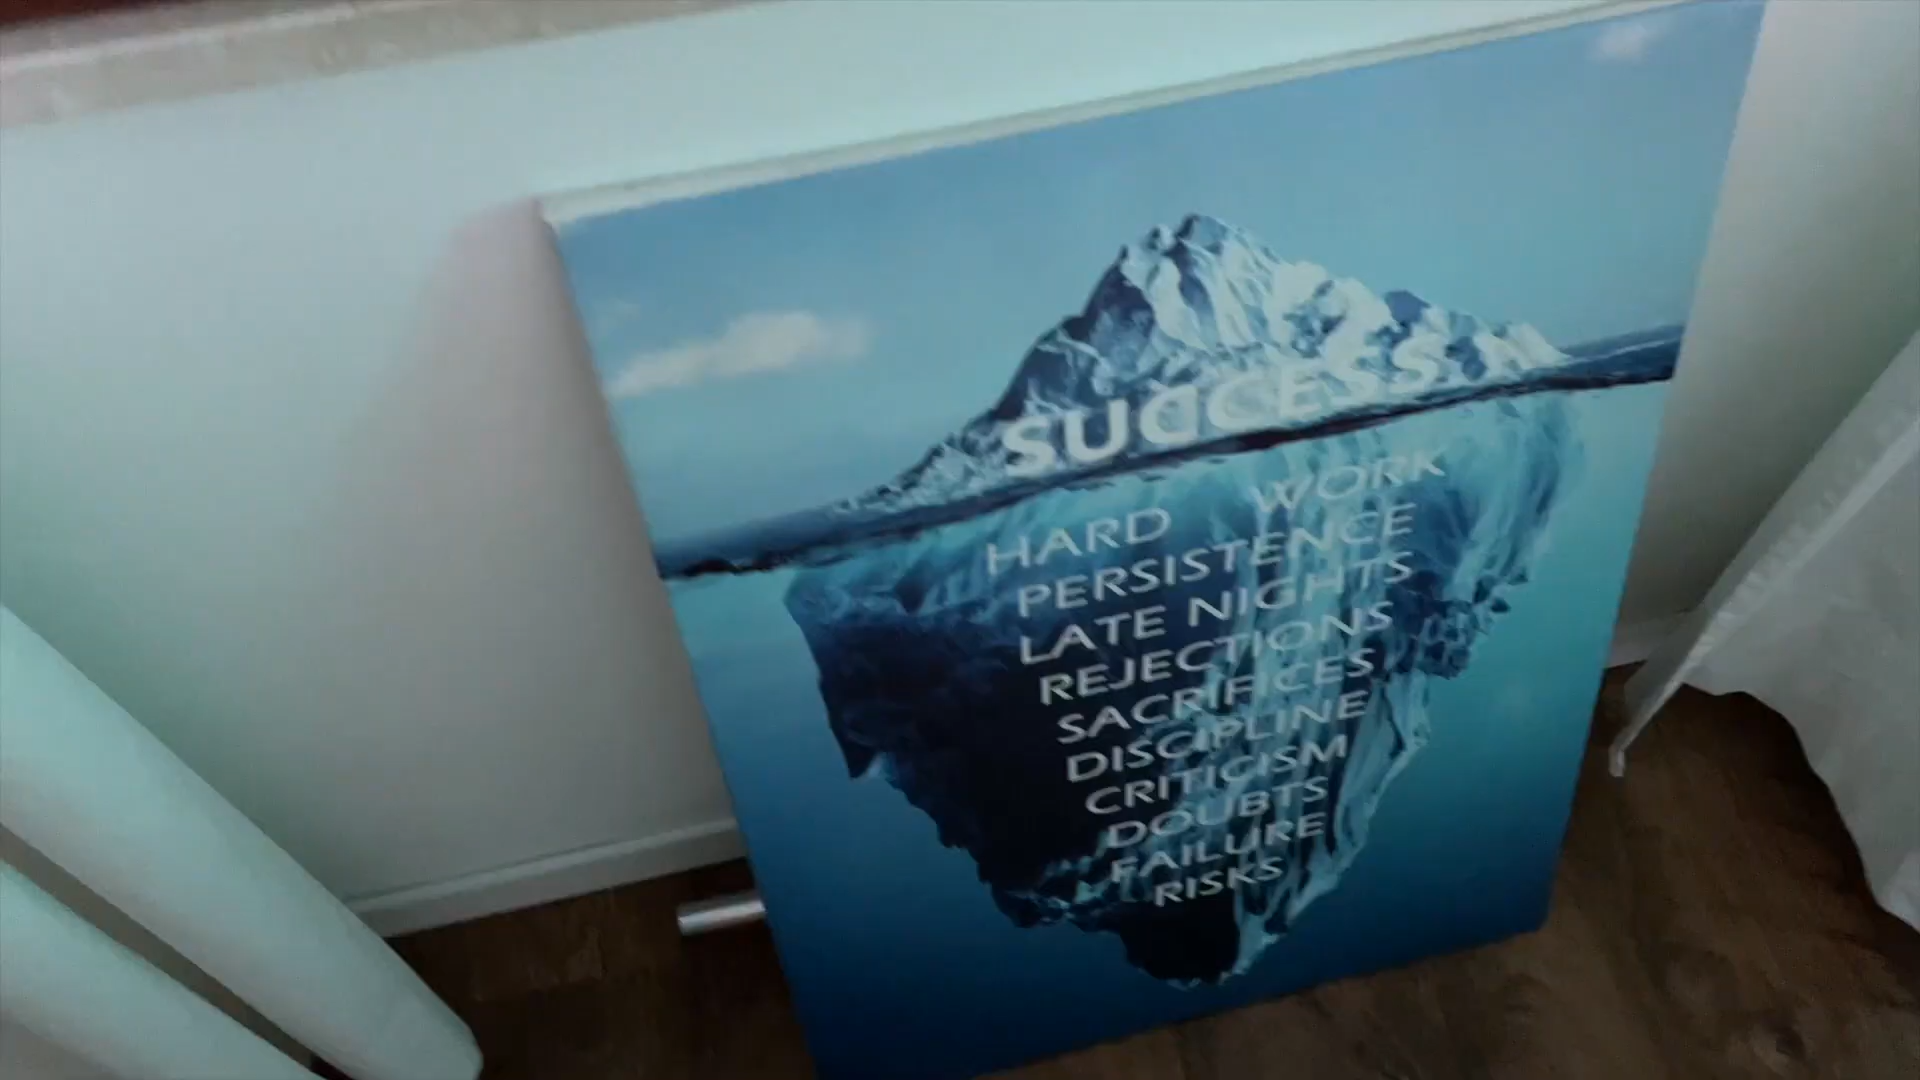 SUCCESS
HARD WORK
PERSISTENCE
LATE NIGHTS
REJECTIONS
SACRIFICES
DISCIPLINE
CRITICISM
DOUBTS
FAILURE
RISKS